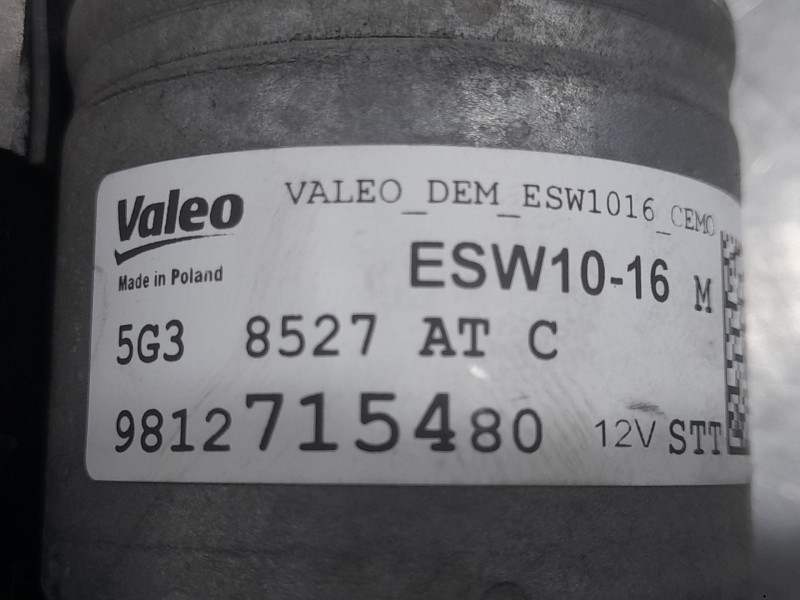 Valeo VALEO_DEM_ESW1016_CEMO
Made in Poland ESW10-16 M
5G3 8527 AT C
9812715480 12V STT